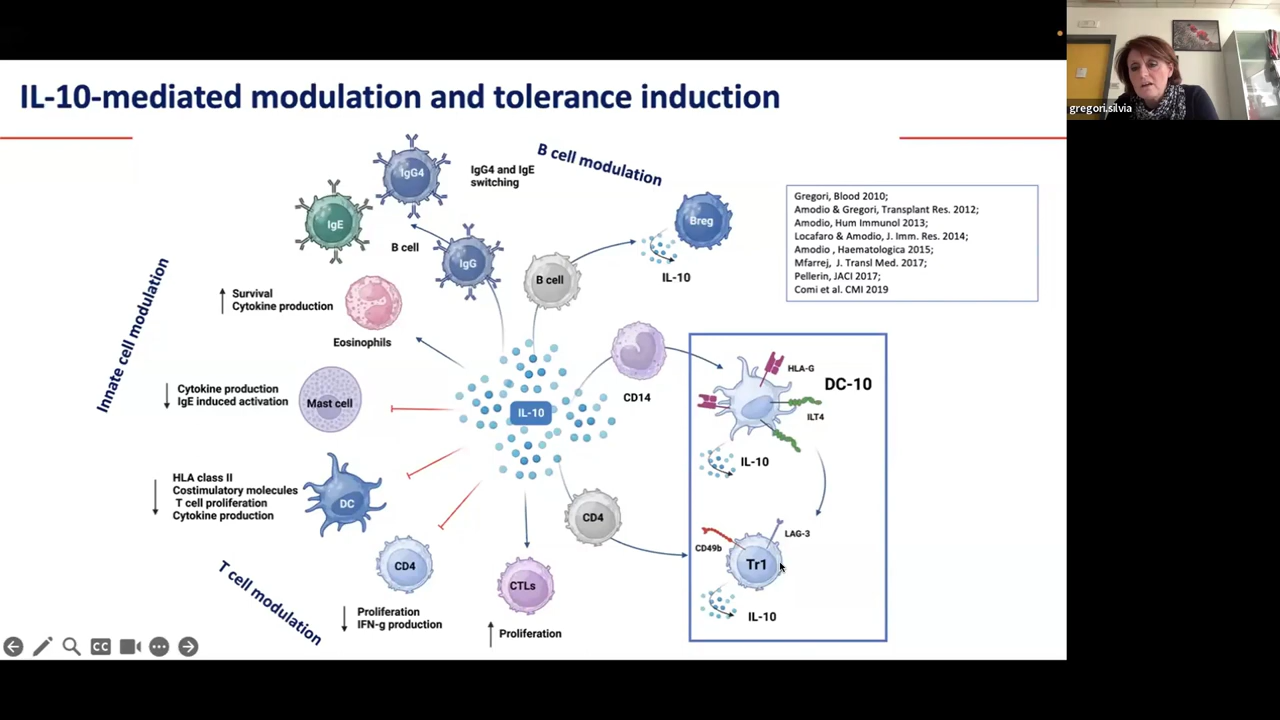 IL-10-mediated modulation and tolerance induction
gregori.silvia
B cell modulation
IgG4
IgG4 and IgE
switching
IgE
B cell
IgG
B cell
Breg
IL-10
Gregori, Blood 2010;
Amodio & Gregori, Transplant Res. 2012;
Amodio, Hum Immunol 2013;
Locafaro & Amodio, J. Imm. Res. 2014;
Amodio , Haematologica 2015;
Mfarrej, J. Transl Med. 2017;
Pellerin, JACI 2017;
Comi et al. CMI 2019
Innate cell modulation
Survival
Cytokine production
Eosinophils
Cytokine production
IgE induced activation
Mast cell
IL-10
CD14
HLA-G
DC-10
ILT4
IL-10
HLA class II
Costimulatory molecules
T cell proliferation
Cytokine production
DC
CD4
CD49b
LAG-3
Tr1
IL-10
T cell modulation
CD4
Proliferation
IFN-g production
CTLs
Proliferation
CC